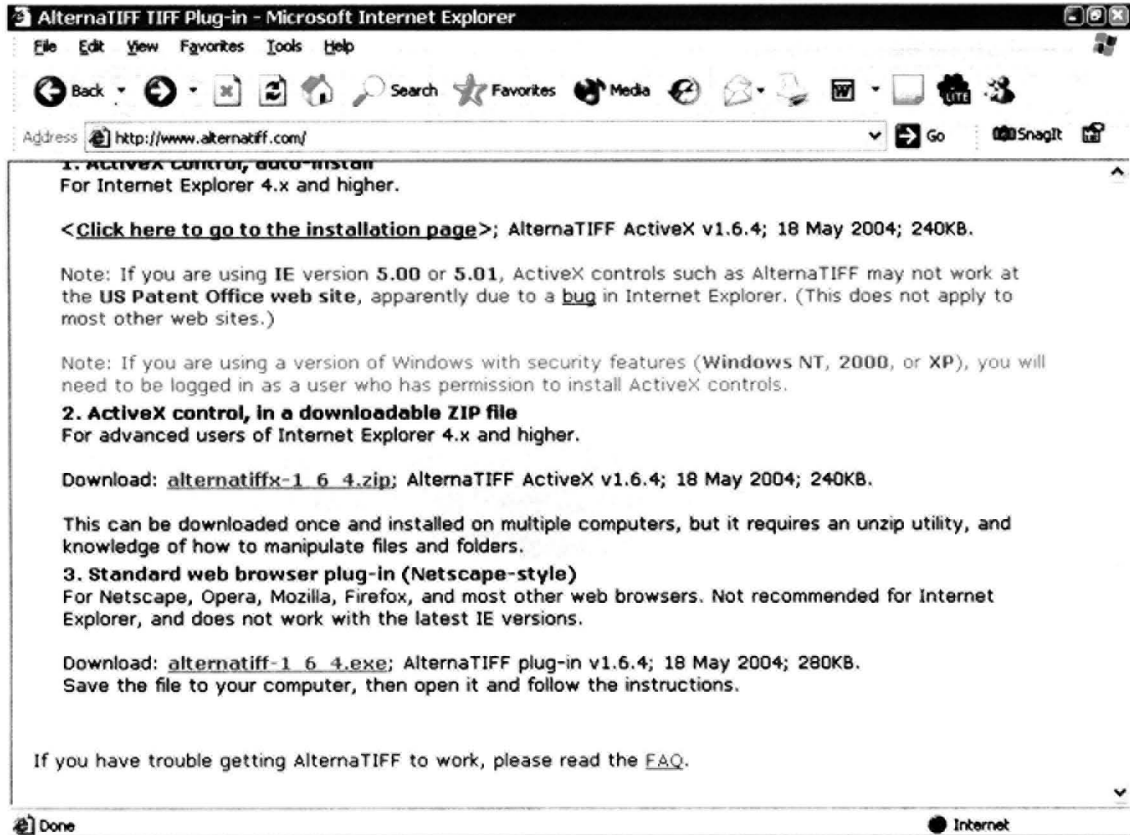 AlternaTIFF TIFF Plug-in - Microsoft Internet Explorer
File Edit View Favorites Tools Help
Back Search Favorites Media LITE
Address http://www.alternatiff.com/ Go SnagIt
1. ActiveX control, auto-install
For Internet Explorer 4.x and higher.
<Click here to go to the installation page>; AlternaTIFF ActiveX v1.6.4; 18 May 2004; 240KB.
Note: If you are using IE version 5.00 or 5.01, ActiveX controls such as AlternaTIFF may not work at
the US Patent Office web site, apparently due to a bug in Internet Explorer. (This does not apply to
most other web sites.)
Note: If you are using a version of Windows with security features (Windows NT, 2000, or XP), you will
need to be logged in as a user who has permission to install ActiveX controls.
2. ActiveX control, in a downloadable ZIP file
For advanced users of Internet Explorer 4.x and higher.
Download: alternatiffx-1_6_4.zip; AlternaTIFF ActiveX v1.6.4; 18 May 2004; 240KB.
This can be downloaded once and installed on multiple computers, but it requires an unzip utility, and
knowledge of how to manipulate files and folders.
3. Standard web browser plug-in (Netscape-style)
For Netscape, Opera, Mozilla, Firefox, and most other web browsers. Not recommended for Internet
Explorer, and does not work with the latest IE versions.
Download: alternatiff-1_6_4.exe; AlternaTIFF plug-in v1.6.4; 18 May 2004; 280KB.
Save the file to your computer, then open it and follow the instructions.
If you have trouble getting AlternaTIFF to work, please read the FAQ.
Done Internet